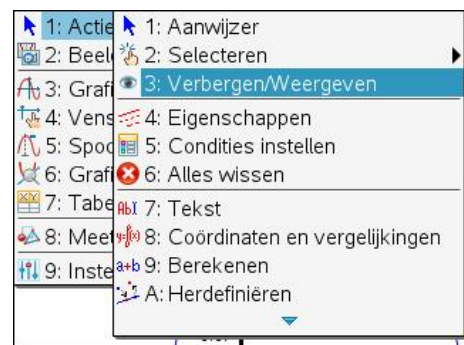 1: Actie
2: Beel
3: Grafi
4: Vens
5: Spoo
6: Grafi
7: Tabe
8: Meet
9: Inste
1: Aanwijzer
2: Selecteren
3: Verbergen/Weergeven
4: Eigenschappen
5: Condities instellen
6: Alles wissen
7: Tekst
8: Coördinaten en vergelijkingen
9: Berekenen
A: Herdefiniëren